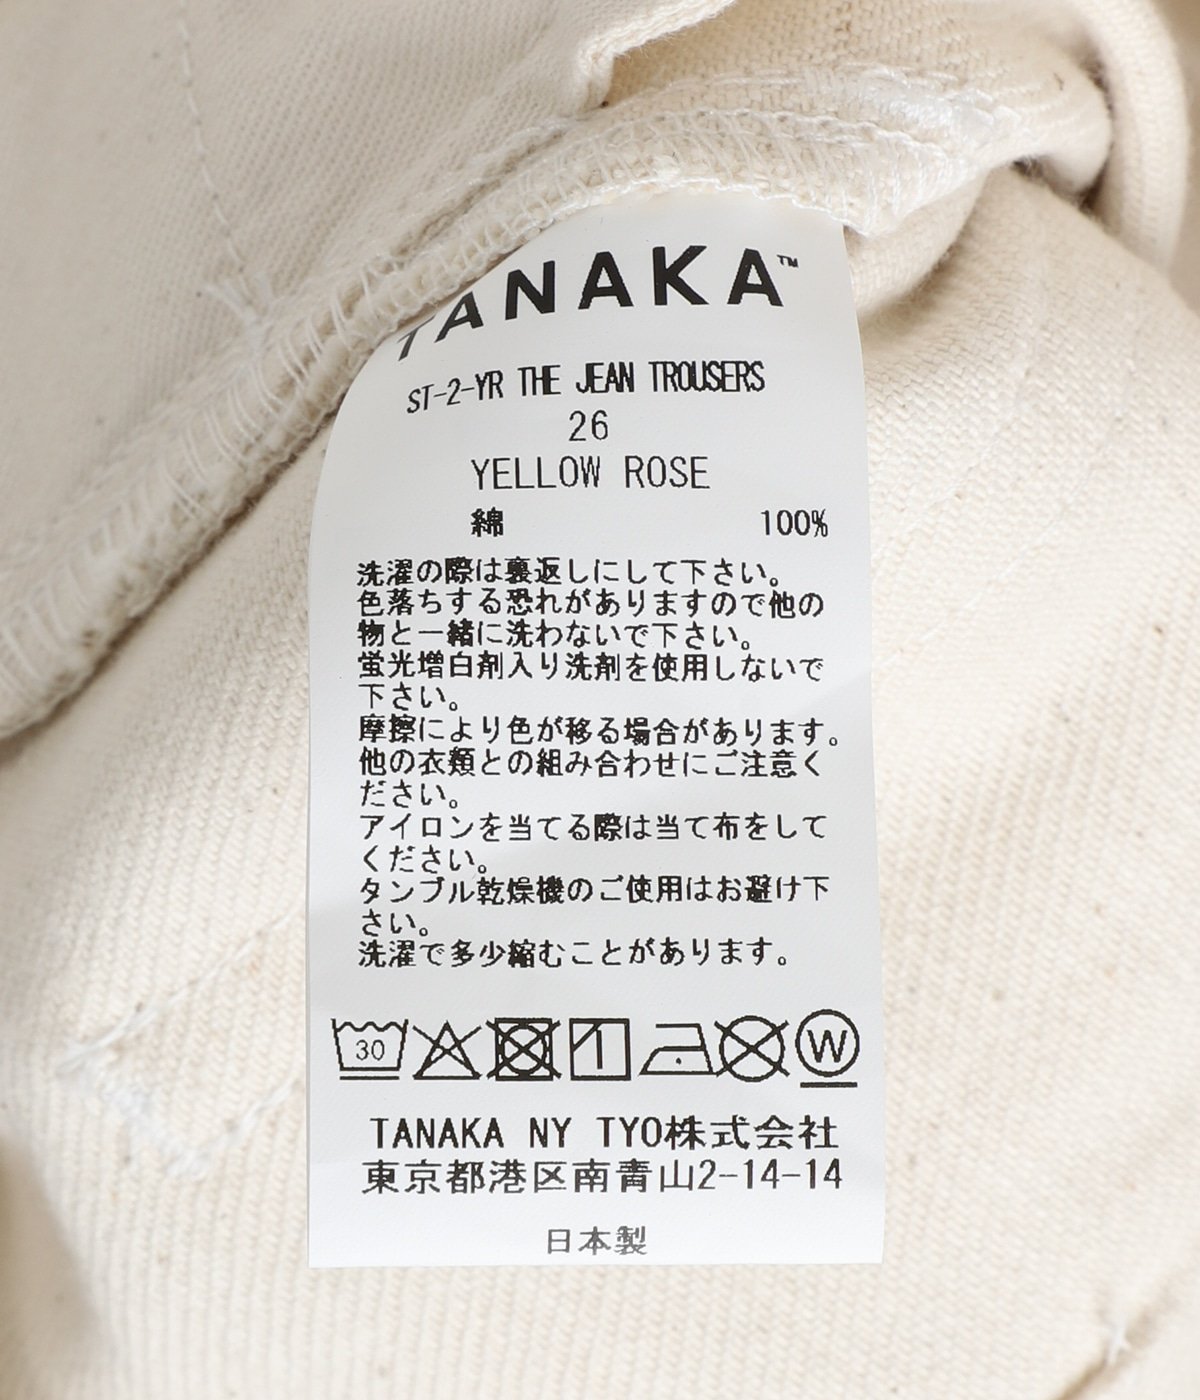 TANAKA™
ST-2-YR THE JEAN TROUSERS
26
YELLOW ROSE
綿 100%
洗濯の際は裏返しにして下さい。
色落ちする恐れがありますので他の
物と一緒に洗わないで下さい。
蛍光増白剤入り洗剤を使用しないで
下さい。
摩擦により色が移る場合があります。
他の衣類との組み合わせにご注意く
ださい。
アイロンを当てる際は当て布をして
ください。
タンブル乾燥機のご使用はお避け下
さい。
洗濯で多少縮むことがあります。
30 W
TANAKA NY TYO株式会社
東京都港区南青山2-14-14
日本製